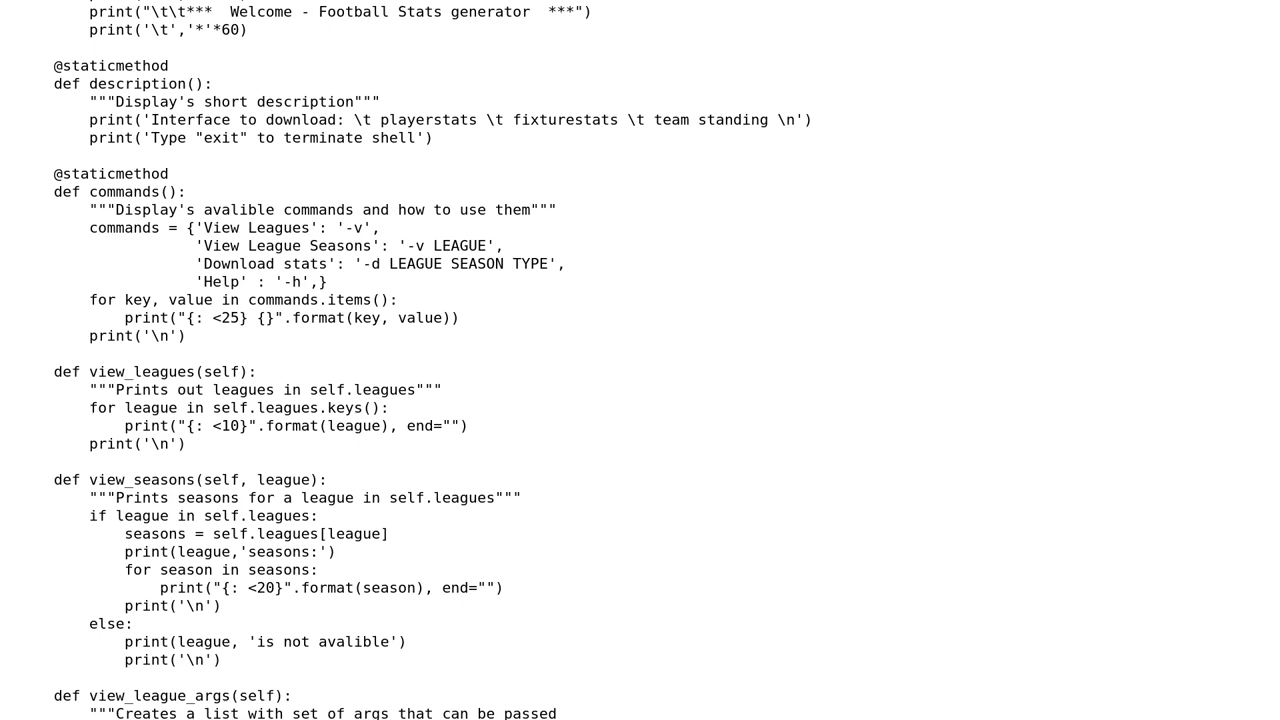 print("\t\t***  Welcome - Football Stats generator  ***")
        print('\t','*'*60)

    @staticmethod
    def description():
        """Display's short description"""
        print('Interface to download: \t playerstats \t fixturestats \t team standing \n')
        print('Type "exit" to terminate shell')

    @staticmethod
    def commands():
        """Display's avalible commands and how to use them"""
        commands = {'View Leagues': '-v',
                    'View League Seasons': '-v LEAGUE',
                    'Download stats': '-d LEAGUE SEASON TYPE',
                    'Help' : '-h',}
        for key, value in commands.items():
            print("{: <25} {}".format(key, value))
        print('\n')

    def view_leagues(self):
        """Prints out leagues in self.leagues"""
        for league in self.leagues.keys():
            print("{: <10}".format(league), end="")
        print('\n')

    def view_seasons(self, league):
        """Prints seasons for a league in self.leagues"""
        if league in self.leagues:
            seasons = self.leagues[league]
            print(league,'seasons:')
            for season in seasons:
                print("{: <20}".format(season), end="")
            print('\n')
        else:
            print(league, 'is not avalible')
            print('\n')

    def view_league_args(self):
        """Creates a list with set of args that can be passed